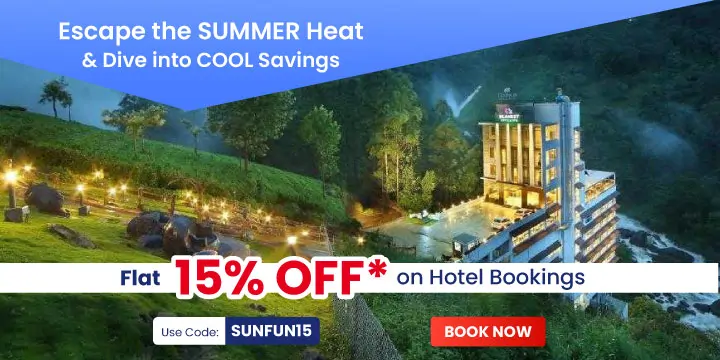 Escape the SUMMER Heat
& Dive into COOL Savings
BLANKET
Flat 15% OFF* on Hotel Bookings
Use Code: SUNFUN15
BOOK NOW